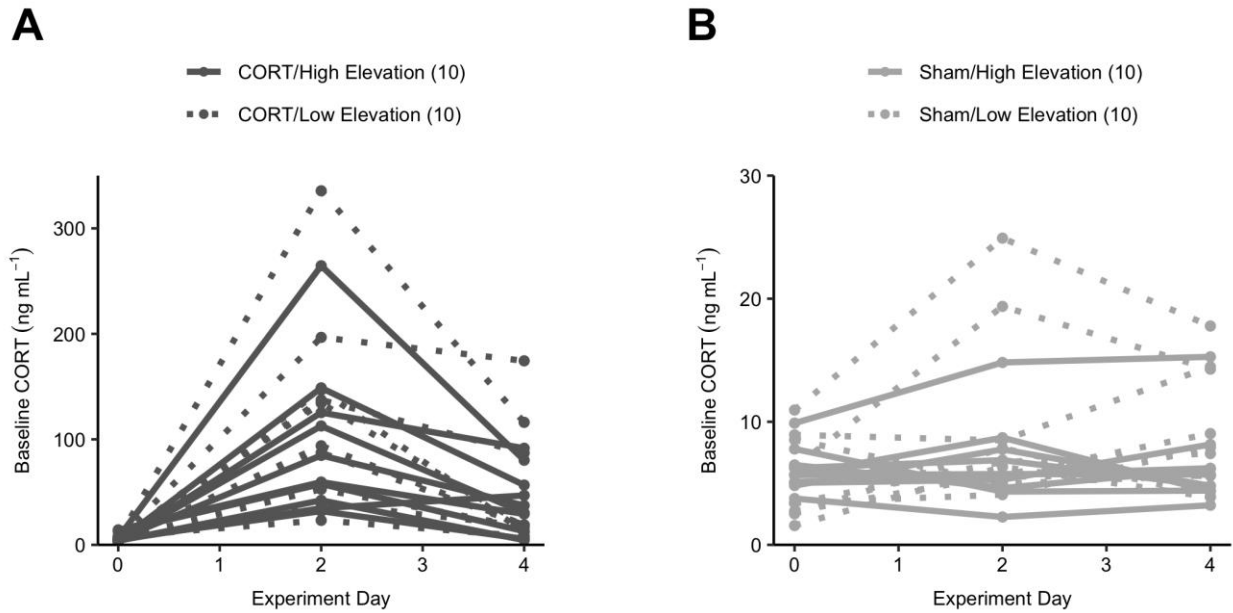 A
CORT/High Elevation (10)
CORT/Low Elevation (10)
300
200
100
0
Baseline CORT (ng mL⁻¹)
0 1 2 3 4
Experiment Day
B
Sham/High Elevation (10)
Sham/Low Elevation (10)
30
20
10
0
Baseline CORT (ng mL⁻¹)
0 1 2 3 4
Experiment Day